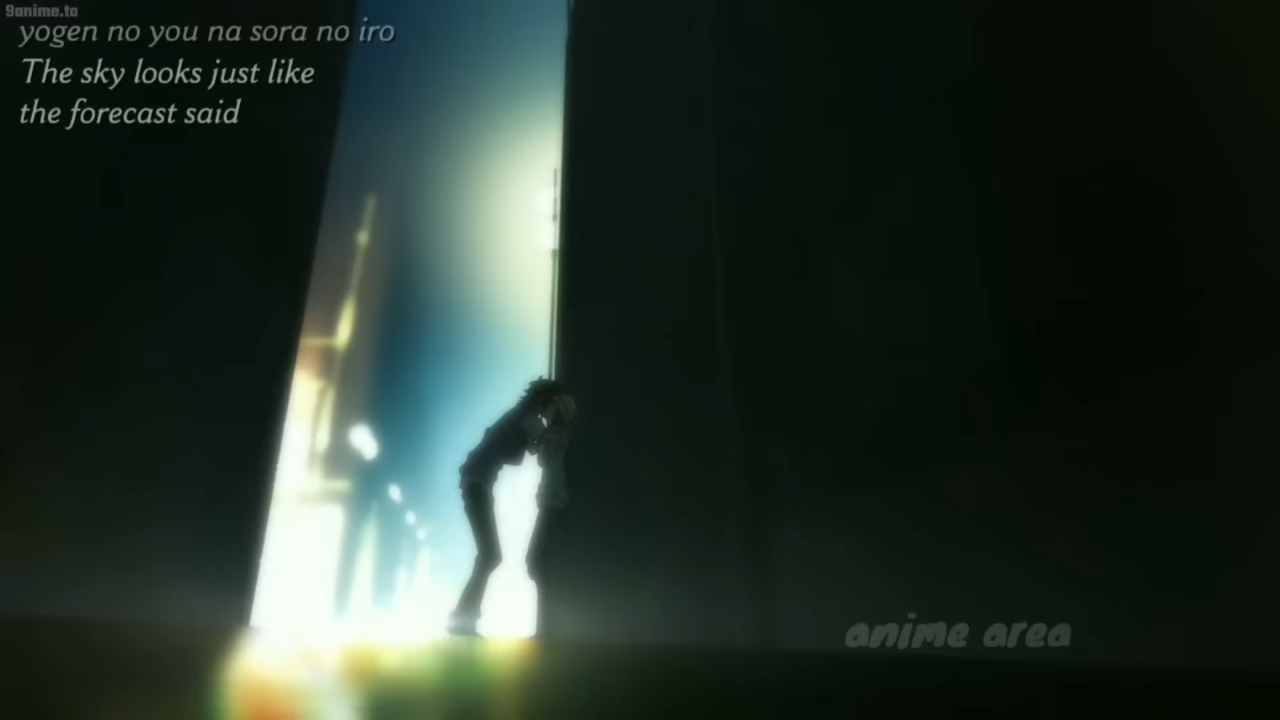 9anime.to
yogen no you na sora no iro
The sky looks just like
the forecast said
anime area